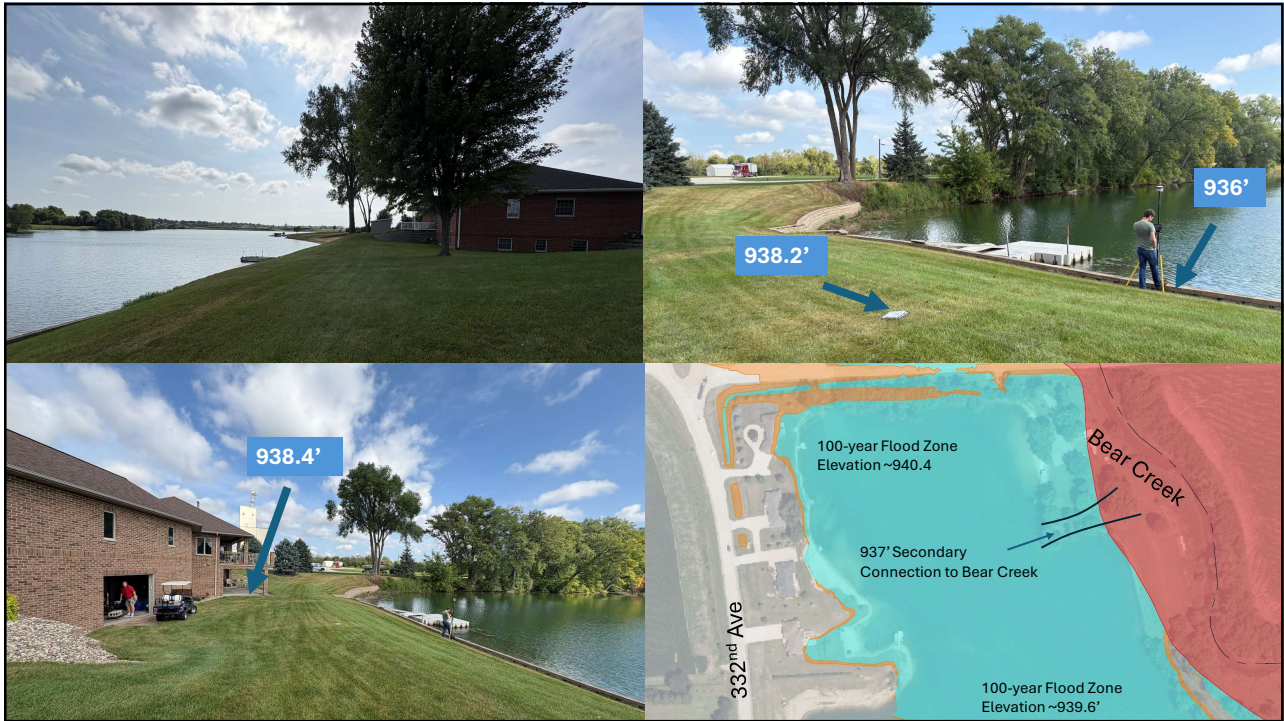 936’
938.2’
938.4’
100-year Flood Zone
Elevation ~940.4
Bear Creek
937’ Secondary
Connection to Bear Creek
332nd Ave
100-year Flood Zone
Elevation ~939.6’